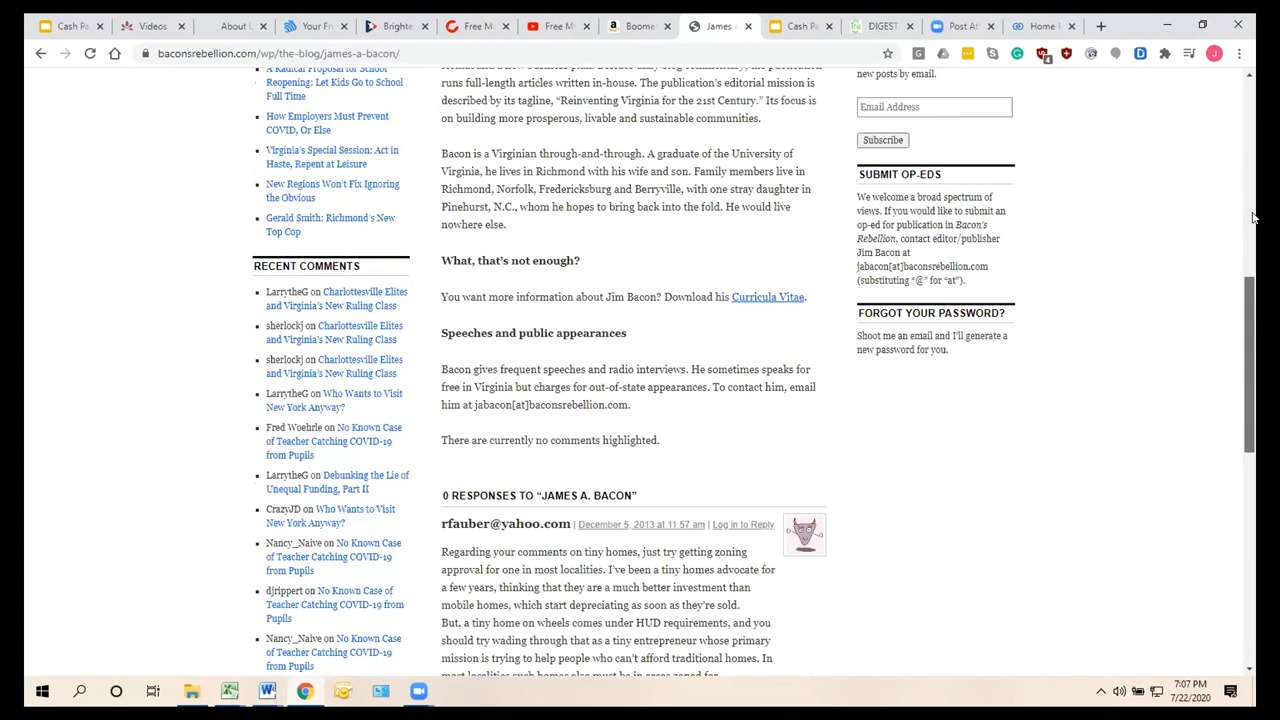 Cash Pa
Videos
About U
Your Fre
Brighte
Free M
Free M
Boome
James A
Cash Pa
DIGEST
Post Att
Home |
baconsrebellion.com/wp/the-blog/james-a-bacon/
A Radical Proposal for School
Reopening: Let Kids Go to School
Full Time
How Employers Must Prevent
COVID, Or Else
Virginia's Special Session: Act in
Haste, Repent at Leisure
New Regions Won't Fix Ignoring
the Obvious
Gerald Smith: Richmond's New
Top Cop
RECENT COMMENTS
LarrytheG on Charlottesville Elites
and Virginia's New Ruling Class
sherlockj on Charlottesville Elites
and Virginia's New Ruling Class
sherlockj on Charlottesville Elites
and Virginia's New Ruling Class
LarrytheG on Who Wants to Visit
New York Anyway?
Fred Woehrle on No Known Case
of Teacher Catching COVID-19
from Pupils
LarrytheG on Debunking the Lie of
Unequal Funding, Part II
CrazyJD on Who Wants to Visit
New York Anyway?
Nancy_Naive on No Known Case
of Teacher Catching COVID-19
from Pupils
djrippert on No Known Case of
Teacher Catching COVID-19 from
Pupils
Nancy_Naive on No Known Case
of Teacher Catching COVID-19
from Pupils
runs full-length articles written in-house. The publication's editorial mission is
described by its tagline, "Reinventing Virginia for the 21st Century." Its focus is
on building more prosperous, livable and sustainable communities.
Bacon is a Virginian through-and-through. A graduate of the University of
Virginia, he lives in Richmond with his wife and son. Family members live in
Richmond, Norfolk, Fredericksburg and Berryville, with one stray daughter in
Pinehurst, N.C., whom he hopes to bring back into the fold. He would live
nowhere else.
What, that's not enough?
You want more information about Jim Bacon? Download his Curricula Vitae.
Speeches and public appearances
Bacon gives frequent speeches and radio interviews. He sometimes speaks for
free in Virginia but charges for out-of-state appearances. To contact him, email
him at jabacon[at]baconsrebellion.com.
There are currently no comments highlighted.
0 RESPONSES TO "JAMES A. BACON"
rfauber@yahoo.com | December 5, 2013 at 11:57 am | Log in to Reply
Regarding your comments on tiny homes, just try getting zoning
approval for one in most localities. I've been a tiny homes advocate for
a few years, thinking that they are a much better investment than
mobile homes, which start depreciating as soon as they're sold.
But, a tiny home on wheels comes under HUD requirements, and you
should try wading through that as a tiny entrepreneur whose primary
mission is trying to help people who can't afford traditional homes. In
new posts by email.
Email Address
Subscribe
SUBMIT OP-EDS
We welcome a broad spectrum of
views. If you would like to submit an
op-ed for publication in Bacon's
Rebellion, contact editor/publisher
Jim Bacon at
jabacon[at]baconsrebellion.com
(substituting "@" for "at").
FORGOT YOUR PASSWORD?
Shoot me an email and I'll generate a
new password for you.
7:07 PM
7/22/2020